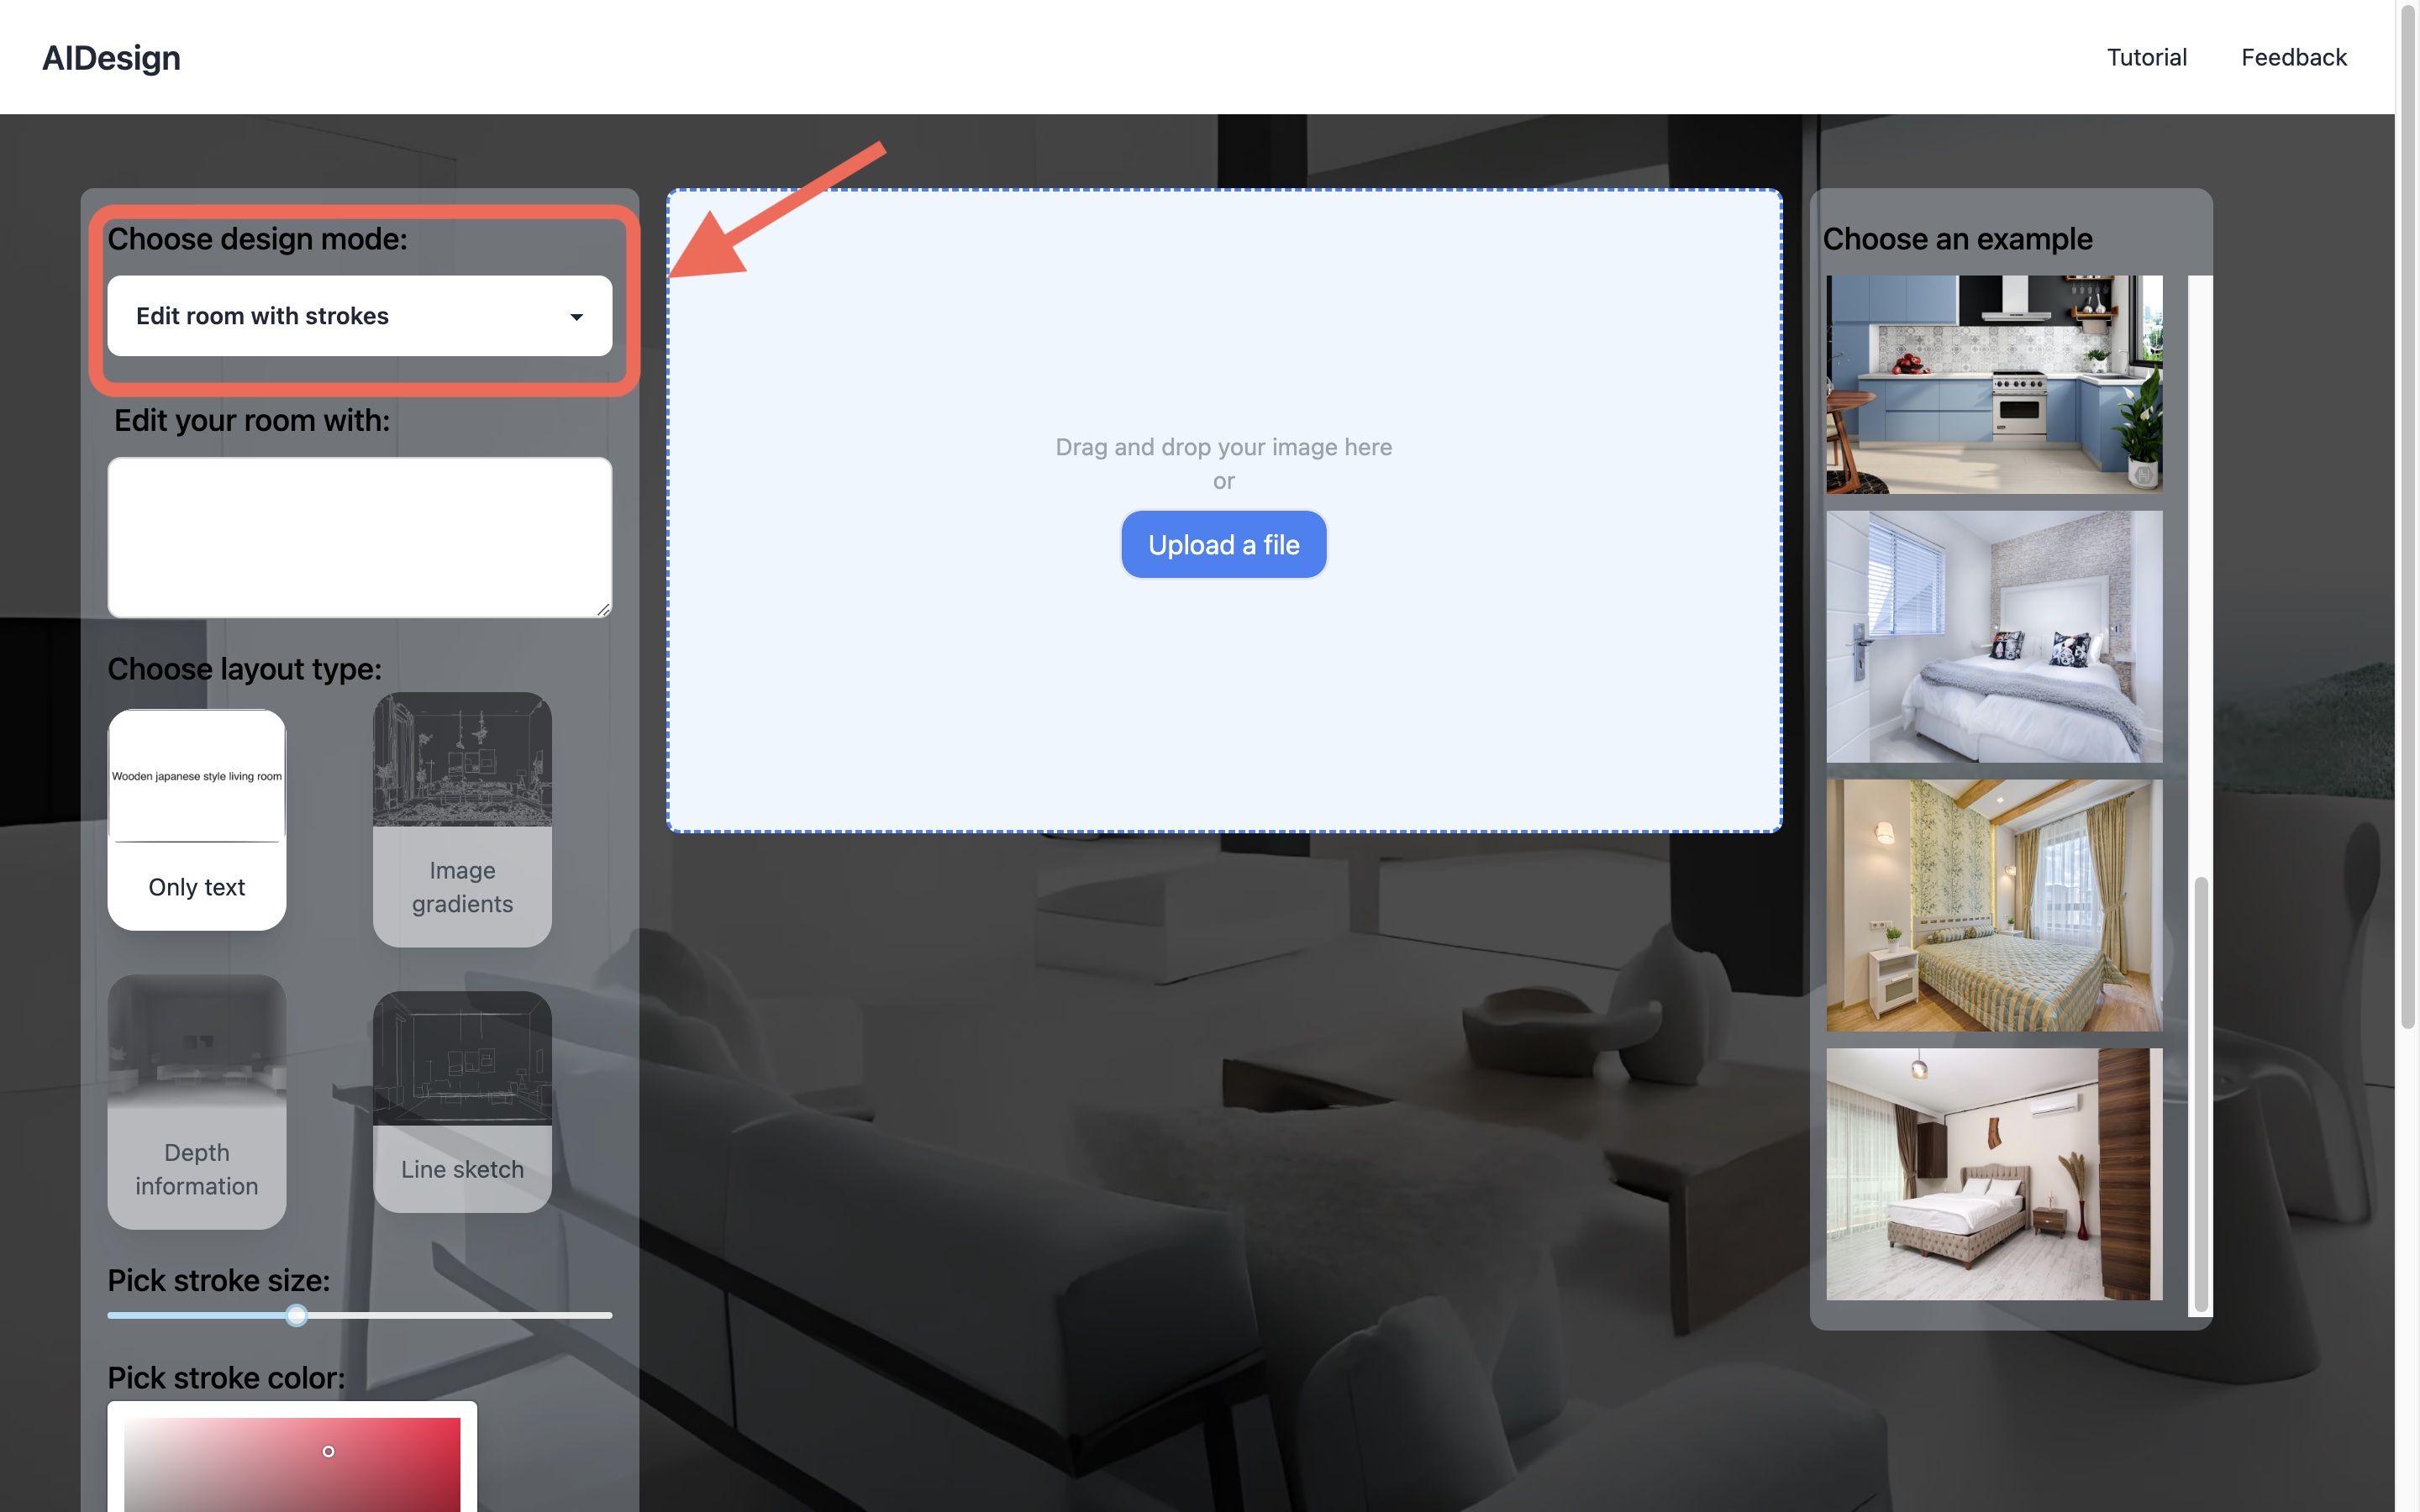 AIDesign
Tutorial
Feedback
Choose design mode:
Edit room with strokes
Edit your room with:
Choose layout type:
Wooden japanese style living room
Only text
Image
gradients
Depth
information
Line sketch
Pick stroke size:
Pick stroke color:
Drag and drop your image here
or
Upload a file
Choose an example